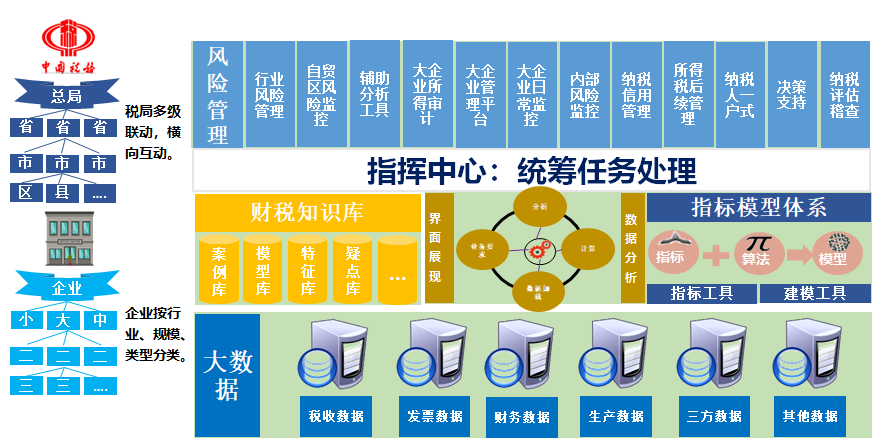 中国税务
总局
省 省 省
市 市 市
区 县 ....
税局多级
联动，横
向互动。
企业
小 大 中
二 二 二
三 三 ....
企业按行
业、规模、
类型分类。
风险管理
行业风险管理
自贸区风险监控
辅助分析工具
大企业所得审计
大企业管理平台
大企业日常监控
内部风险监控
纳税信用管理
所得税后续管理
纳税人一户式
决策支持
纳税评估稽查
指挥中心：统筹任务处理
财税知识库
案例库
模型库
特征库
疑点库
...
界面展现
分析
业务要
求
计算
数据加
载
数据分析
指标模型体系
指标
算法
模型
指标工具
建模工具
大数据
税收数据
发票数据
财务数据
生产数据
三方数据
其他数据